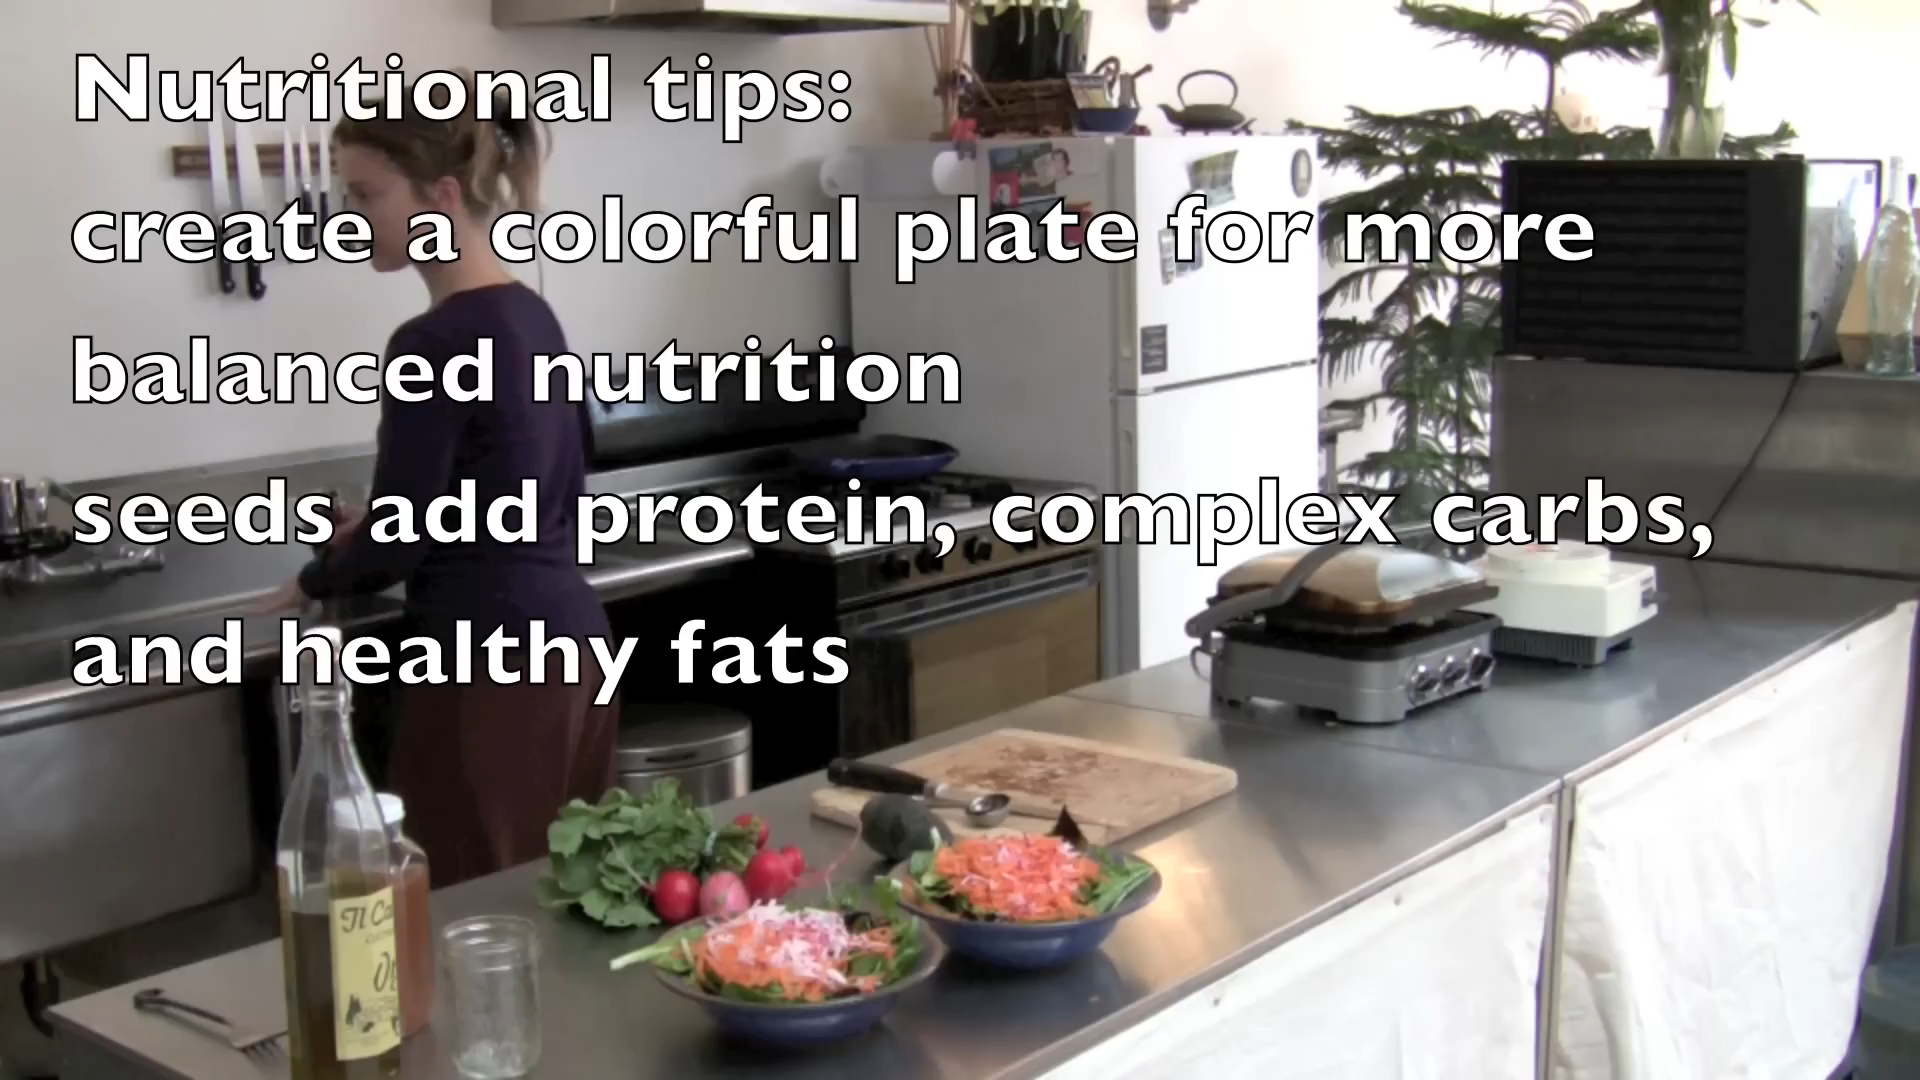 Nutritional tips:
create a colorful plate for more
balanced nutrition
seeds add protein, complex carbs,
and healthy fats